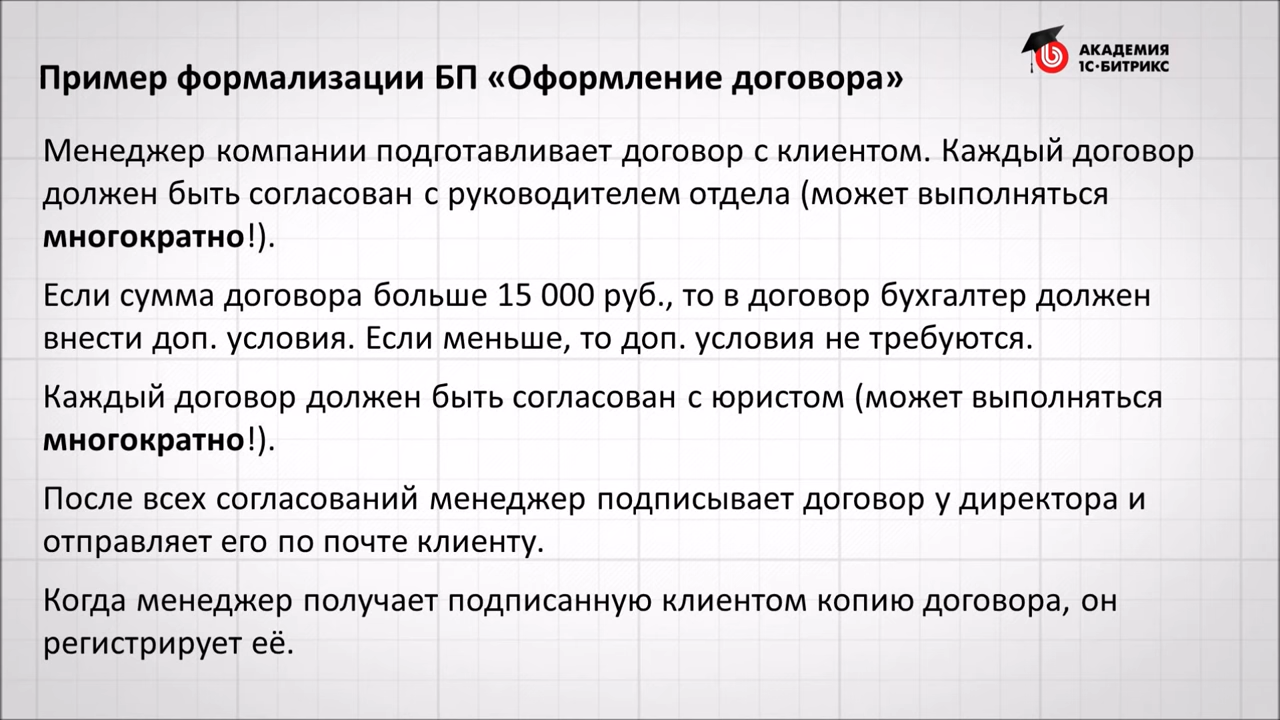 АКАДЕМИЯ
1С-БИТРИКС
Пример формализации БП «Оформление договора»
Менеджер компании подготавливает договор с клиентом. Каждый договор
должен быть согласован с руководителем отдела (может выполняться
многократно!).
Если сумма договора больше 15 000 руб., то в договор бухгалтер должен
внести доп. условия. Если меньше, то доп. условия не требуются.
Каждый договор должен быть согласован с юристом (может выполняться
многократно!).
После всех согласований менеджер подписывает договор у директора и
отправляет его по почте клиенту.
Когда менеджер получает подписанную клиентом копию договора, он
регистрирует её.